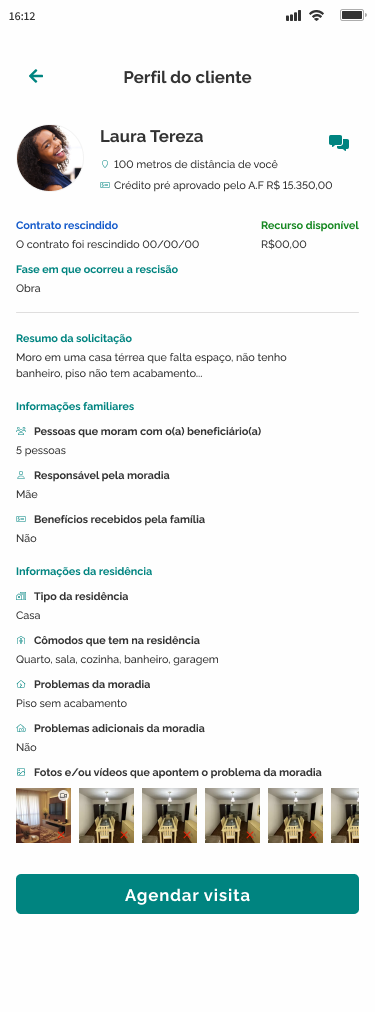 16:12
Perfil do cliente
Laura Tereza
100 metros de distância de você
Crédito pré aprovado pelo A.F R$ 15.350,00
Contrato rescindido
Recurso disponível
O contrato foi rescindido 00/00/00
R$00,00
Fase em que ocorreu a rescisão
Obra
Resumo da solicitação
Moro em uma casa térrea que falta espaço, não tenho
banheiro, piso não tem acabamento...
Informações familiares
Pessoas que moram com o(a) beneficiário(a)
5 pessoas
Responsável pela moradia
Mãe
Benefícios recebidos pela família
Não
Informações da residência
Tipo da residência
Casa
Cômodos que tem na residência
Quarto, sala, cozinha, banheiro, garagem
Problemas da moradia
Piso sem acabamento
Problemas adicionais da moradia
Não
Fotos e/ou vídeos que apontem o problema da moradia
Agendar visita